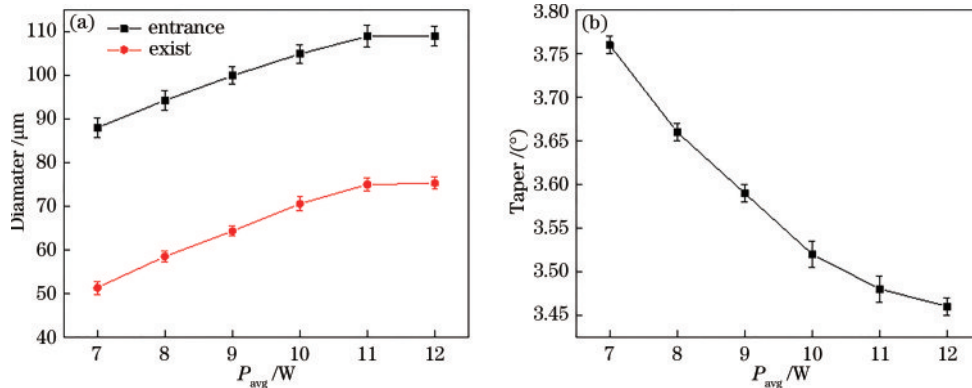 (a)
entrance
exist
110
100
90
80
70
60
50
40
Diamater /μm
7 8 9 10 11 12
P avg /W
(b)
3.80
3.75
3.70
3.65
3.60
3.55
3.50
3.45
Taper /(°)
7 8 9 10 11 12
P avg /W